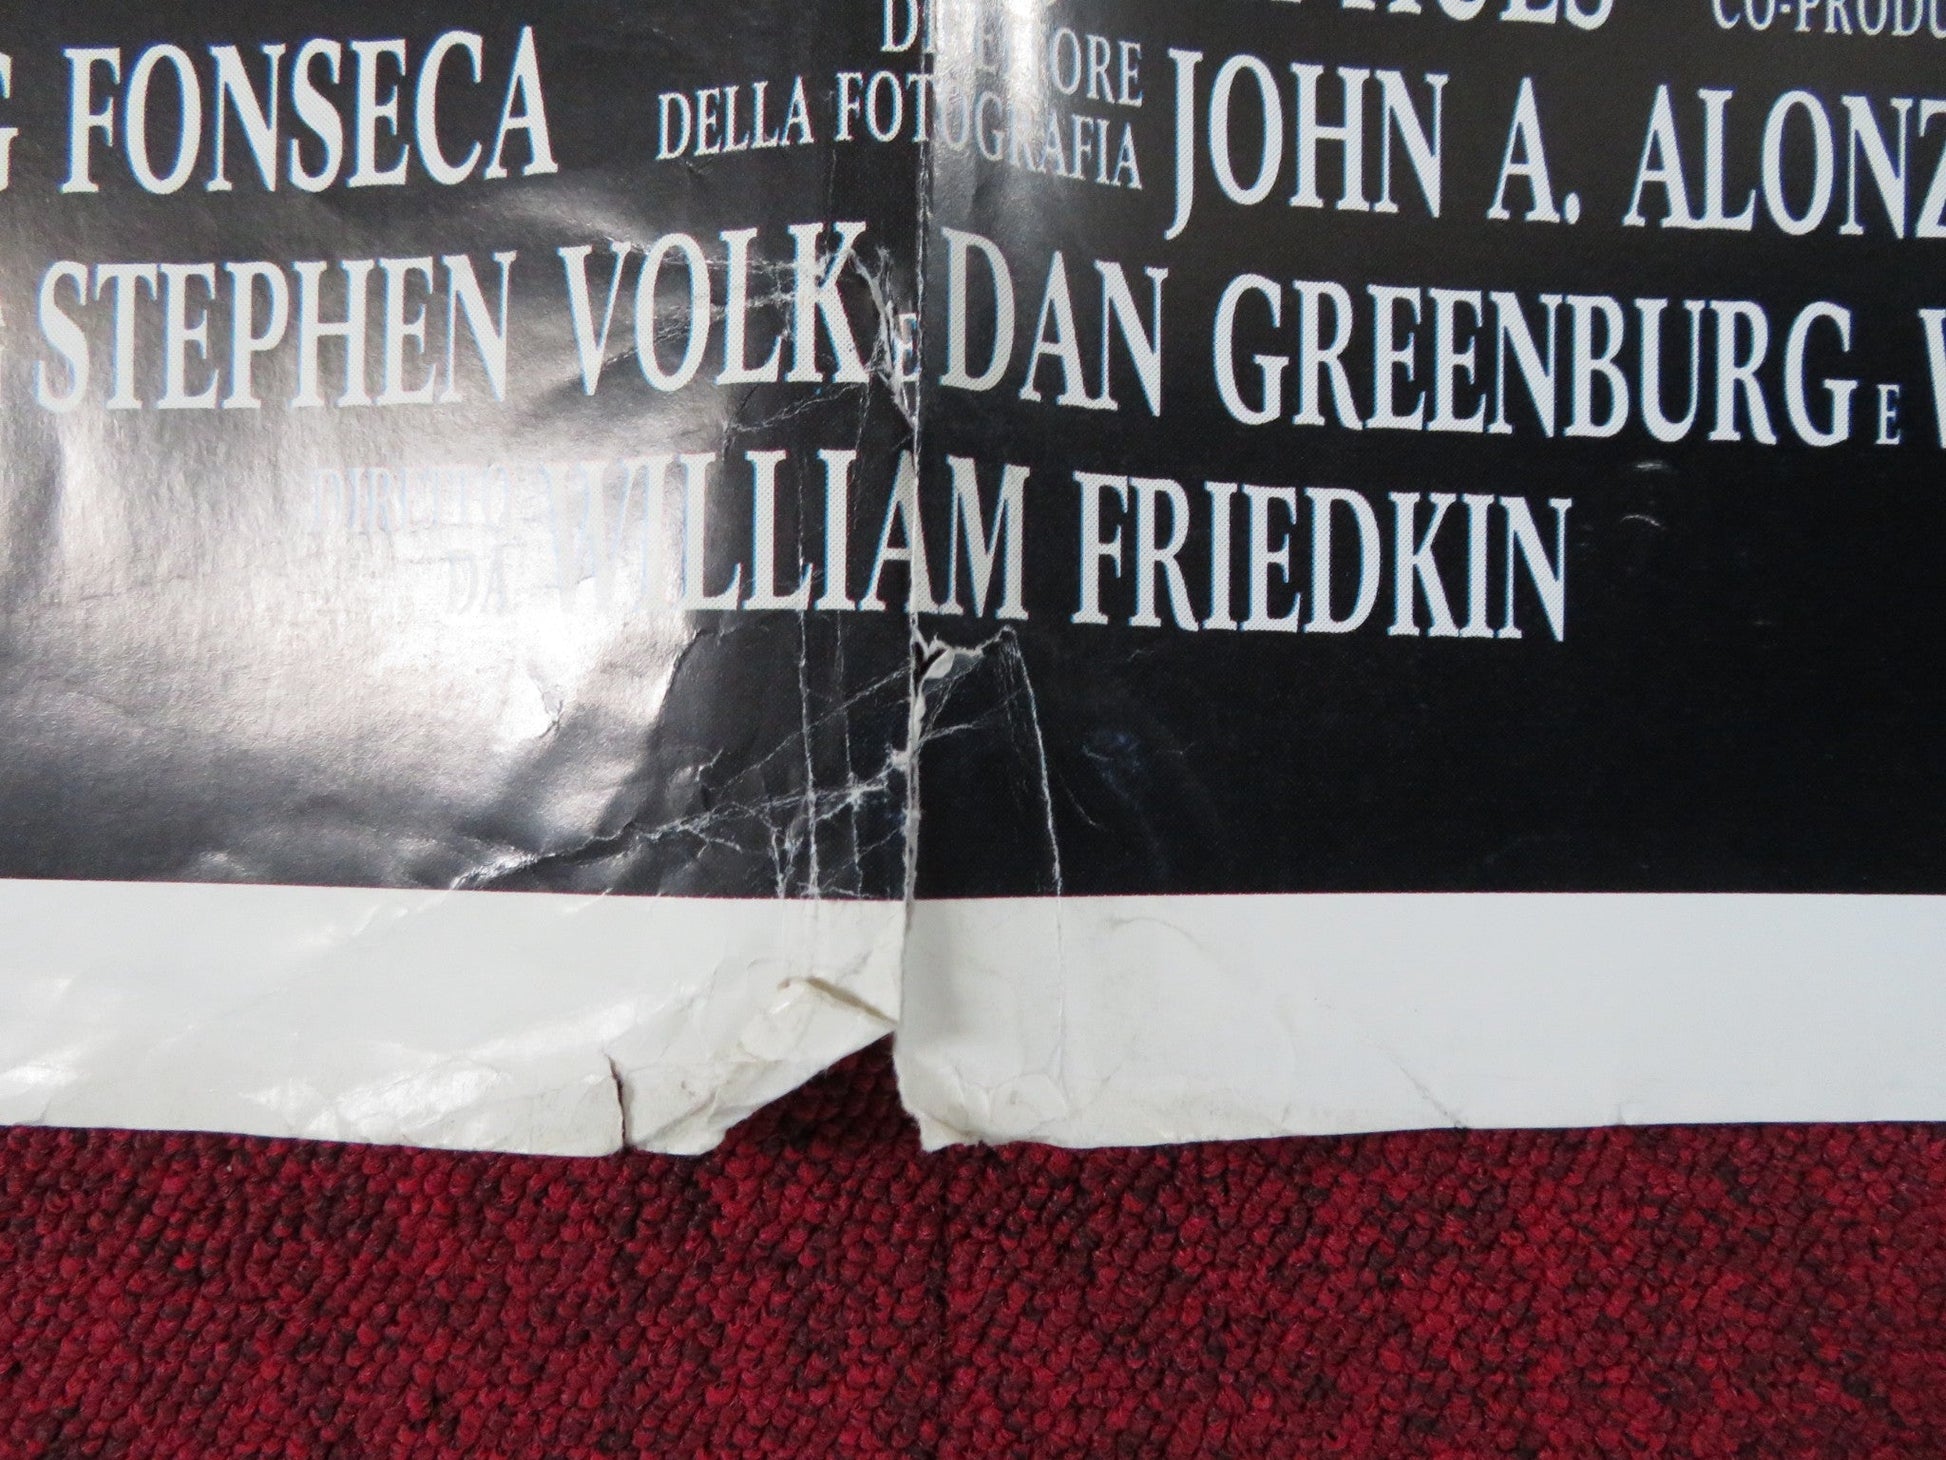 CO-PRODU
G FONSECA DIRETTORE DELLA FOTOGRAFIA JOHN A. ALONZ
STEPHEN VOLK E DAN GREENBURG E W
DIRETTO DA WILLIAM FRIEDKIN